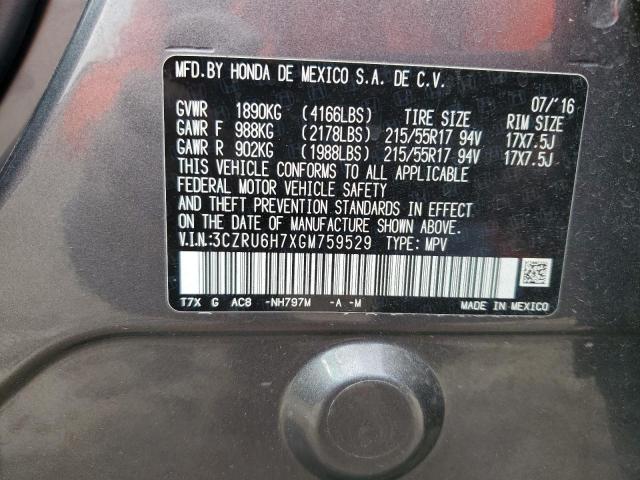 MFD.BY HONDA DE MEXICO S.A. DE C.V.
07/'16
GVWR 1890KG (4166LBS) TIRE SIZE RIM SIZE
GAWR F 988KG (2178LBS) 215/55R17 94V 17X7.5J
GAWR R 902KG (1988LBS) 215/55R17 94V 17X7.5J
THIS VEHICLE CONFORMS TO ALL APPLICABLE
FEDERAL MOTOR VEHICLE SAFETY
AND THEFT PREVENTION STANDARDS IN EFFECT
ON THE DATE OF MANUFACTURE SHOWN ABOVE.
V.I.N:3CZRU6H7XGM759529 TYPE: MPV
T7X G AC8 -NH797M -A -M
MADE IN MEXICO